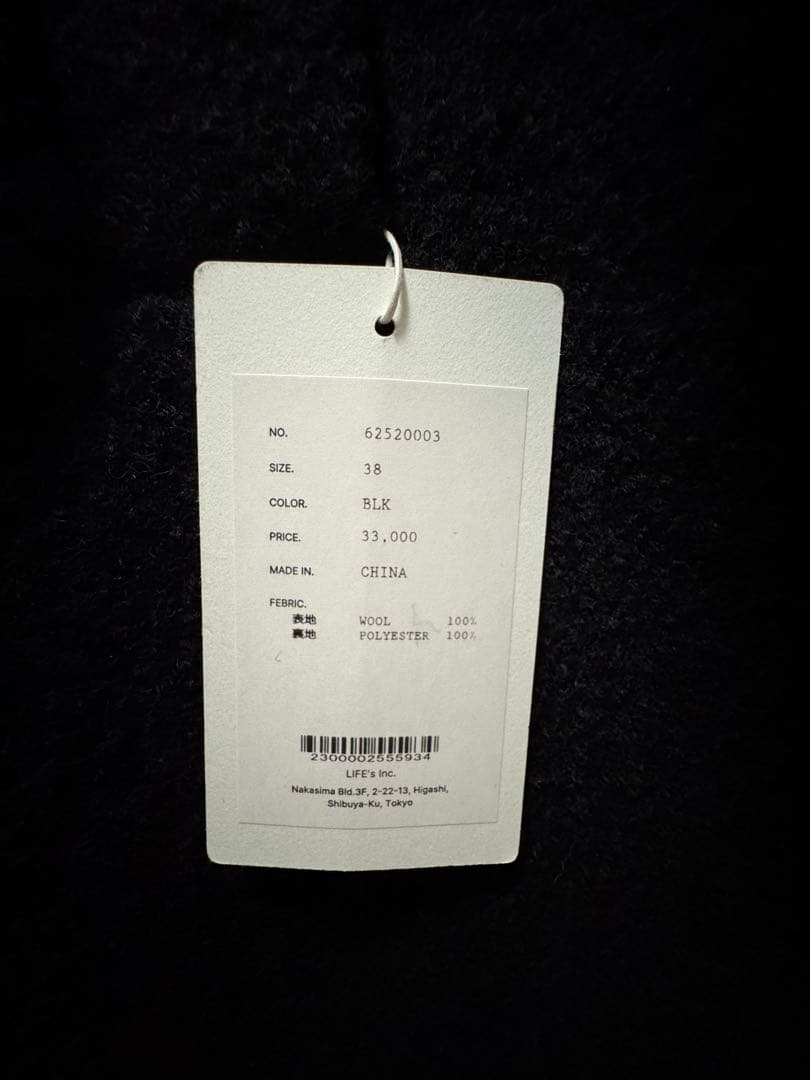 NO. 62520003
SIZE. 38
COLOR. BLK
PRICE. 33,000
MADE IN. CHINA
FEBRIC.
表地 WOOL 100%
裏地 POLYESTER 100%
2300002555934
LIFE's Inc.
Nakasima Bld.3F, 2-22-13, Higashi,
Shibuya-Ku, Tokyo